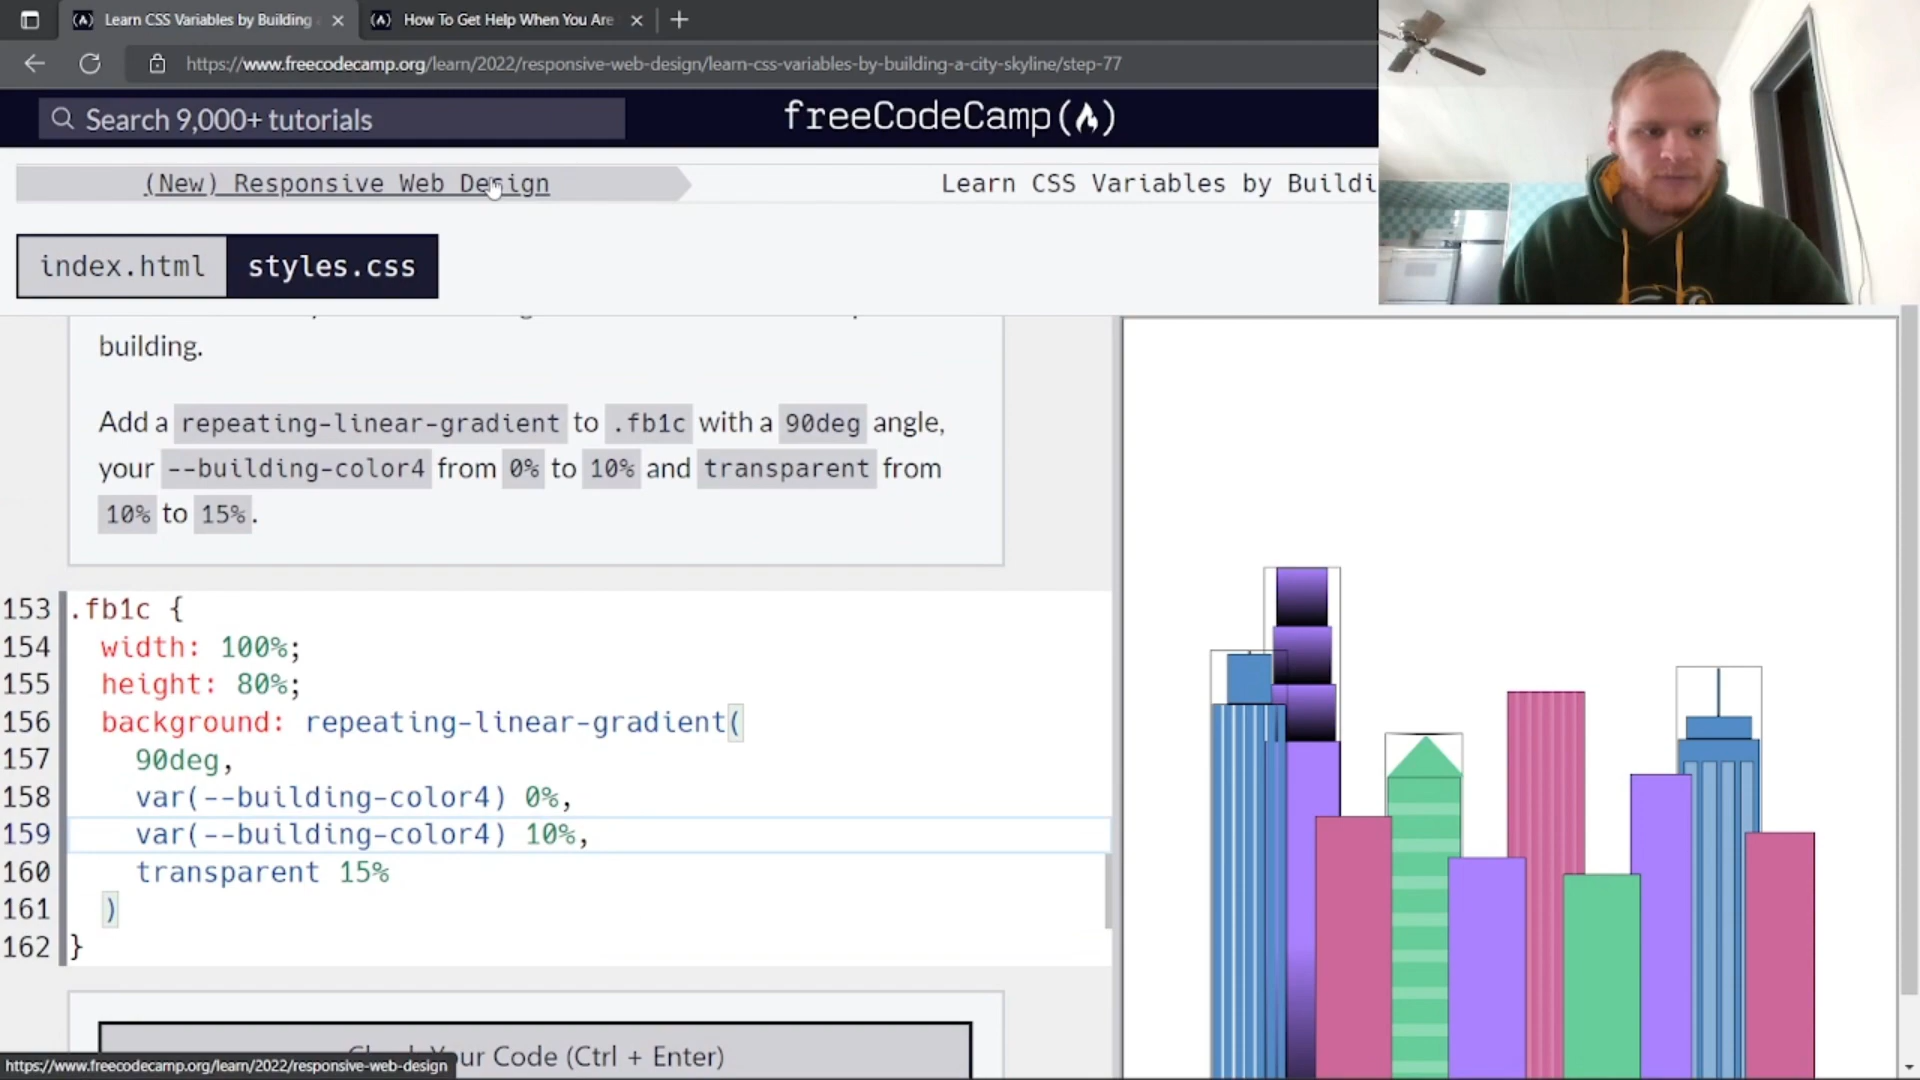 Learn CSS Variables by Building
How To Get Help When You Are
https://www.freecodecamp.org/learn/2022/responsive-web-design/learn-css-variables-by-building-a-city-skyline/step-77
Search 9,000+ tutorials
freeCodeCamp
(New) Responsive Web Design
Learn CSS Variables by Buildi
index.html
styles.css
building.
Add a repeating-linear-gradient to .fb1c with a 90deg angle,
your --building-color4 from 0% to 10% and transparent from
10% to 15%.
153 .fb1c {
154 width: 100%;
155 height: 80%;
156 background: repeating-linear-gradient(
157 90deg,
158 var(--building-color4) 0%,
159 var(--building-color4) 10%,
160 transparent 15%
161 )
162 }
Your Code (Ctrl + Enter)
https://www.freecodecamp.org/learn/2022/responsive-web-design